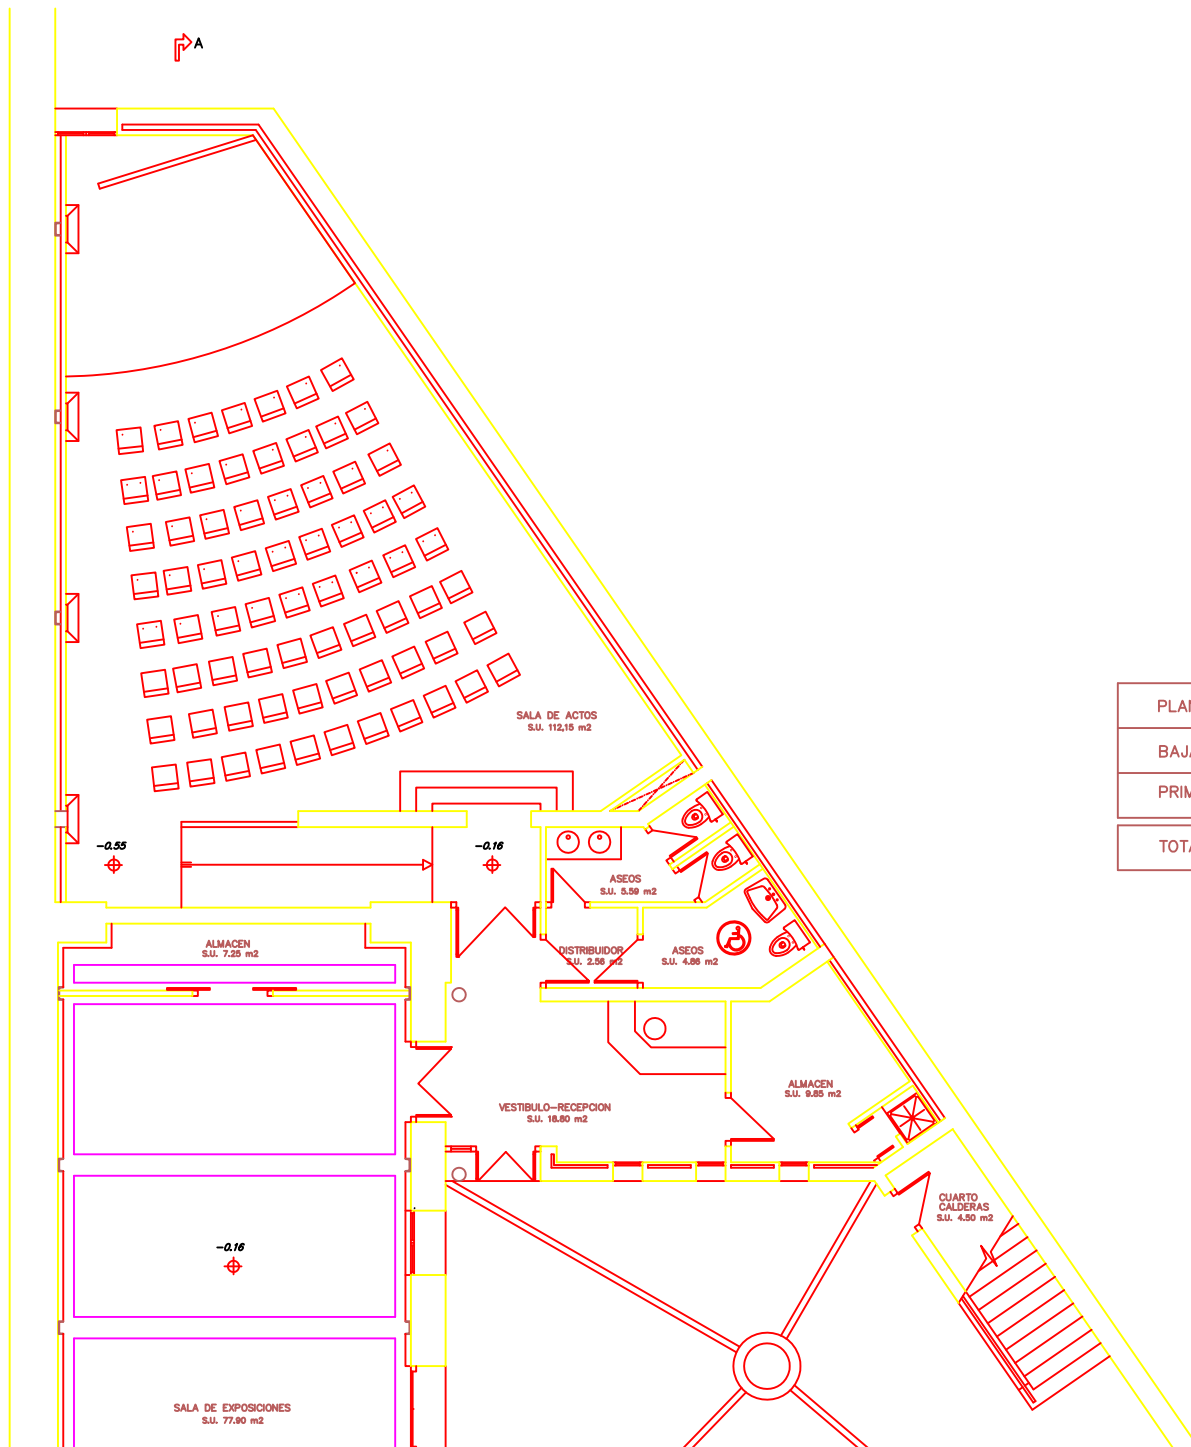 A
SALA DE ACTOS
S.U. 112,15 m2
PLAN
BAJA
PRIM
TOTA
-0.55
-0.16
ASEOS
S.U. 5.59 m2
ALMACEN
S.U. 7.25 m2
DISTRIBUIDOR
S.U. 2.56 m2
ASEOS
S.U. 4.86 m2
ALMACEN
S.U. 9.85 m2
VESTIBULO-RECEPCION
S.U. 18.80 m2
CUARTO
CALDERAS
S.U. 4.50 m2
-0.16
SALA DE EXPOSICIONES
S.U. 77.90 m2